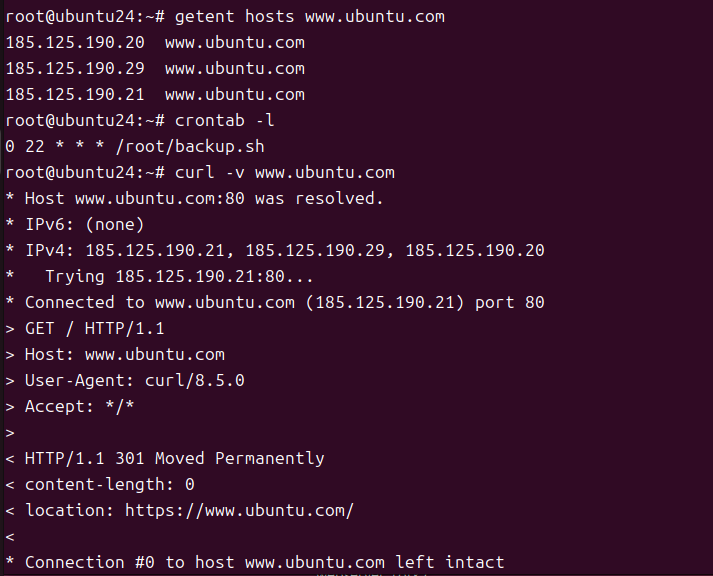 root@ubuntu24:~# getent hosts www.ubuntu.com
185.125.190.20  www.ubuntu.com
185.125.190.29  www.ubuntu.com
185.125.190.21  www.ubuntu.com
root@ubuntu24:~# crontab -l
0 22 * * * /root/backup.sh
root@ubuntu24:~# curl -v www.ubuntu.com
* Host www.ubuntu.com:80 was resolved.
* IPv6: (none)
* IPv4: 185.125.190.21, 185.125.190.29, 185.125.190.20
*   Trying 185.125.190.21:80...
* Connected to www.ubuntu.com (185.125.190.21) port 80
> GET / HTTP/1.1
> Host: www.ubuntu.com
> User-Agent: curl/8.5.0
> Accept: */*
>
< HTTP/1.1 301 Moved Permanently
< content-length: 0
< location: https://www.ubuntu.com/
<
* Connection #0 to host www.ubuntu.com left intact